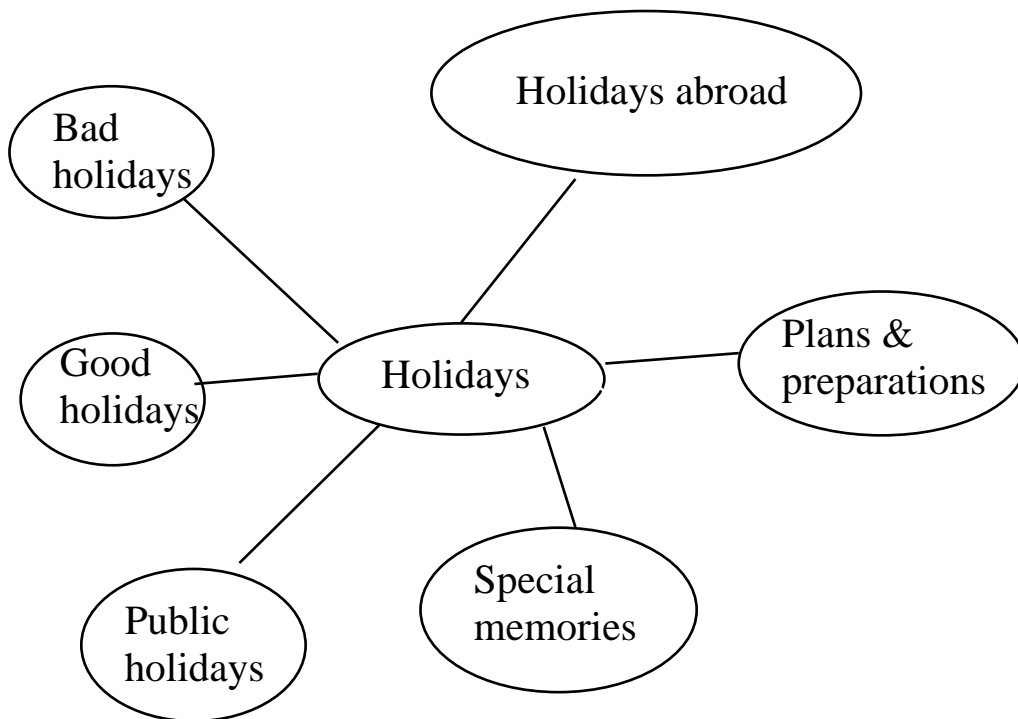 Holidays abroad
Bad
holidays
Plans &
preparations
Good
holidays
Holidays
Special
memories
Public
holidays